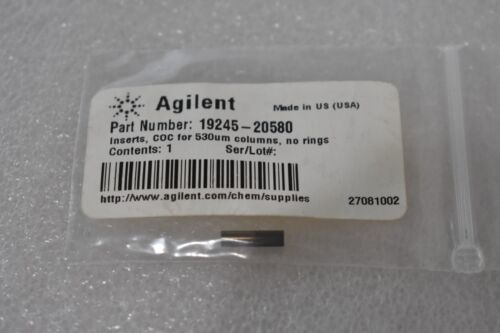 Agilent Made in US (USA)
Part Number: 19245-20580
Inserts, COC for 530um columns, no rings
Contents: 1 Ser/Lot#:
http://www.agilent.com/chem/supplies
27081002